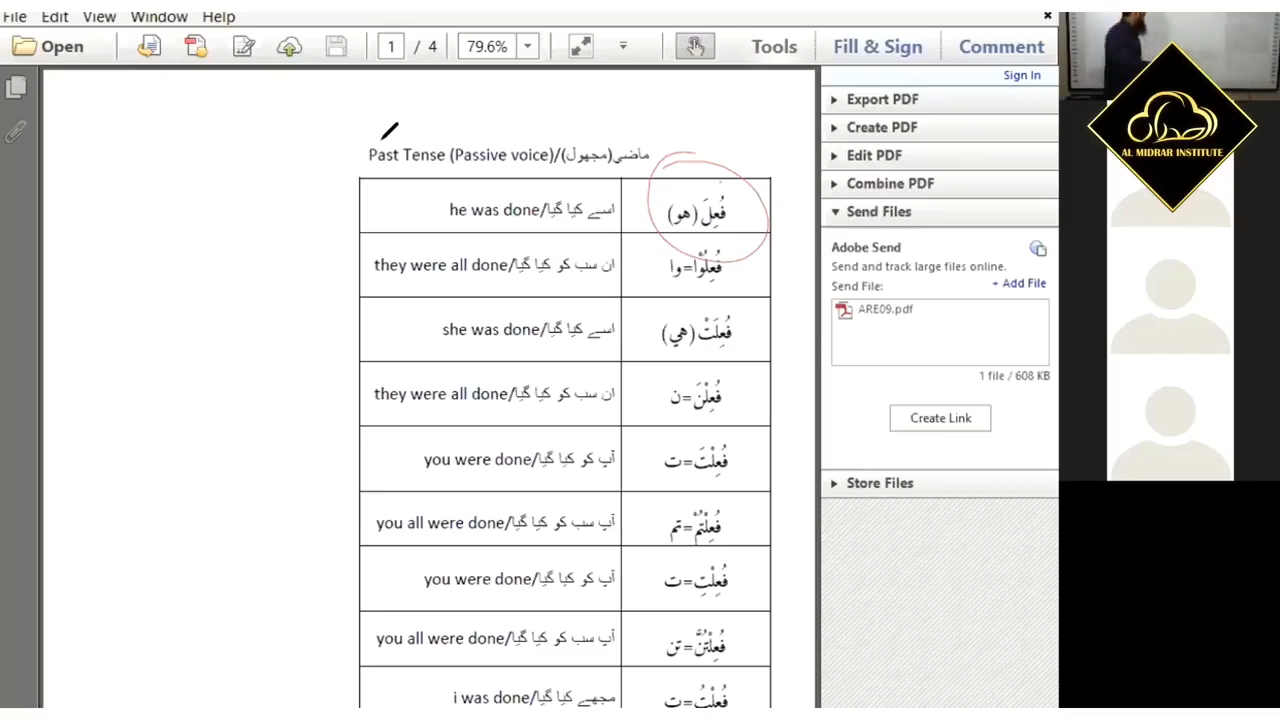 File Edit View Window Help
Open 1 / 4 79.6% Tools Fill & Sign Comment
Sign In
Export PDF
Create PDF
Edit PDF
Combine PDF
Send Files
Adobe Send
Send and track large files online.
Send File:
+ Add File
ARE09.pdf
1 file / 608 KB
Create Link
Store Files
AL MIDRAR INSTITUTE
Past Tense (Passive voice)/ماضي(مجهول)
he was done/اسے کیا گیا فُعِلَ (هو)
they were all done/ان سب کو کیا گیا فُعِلُوْا=وا
she was done/اسے کیا گیا فُعِلَتْ (هي)
they were all done/ان سب کو کیا گیا فُعِلْنَ=ن
you were done/آپ کو کیا گیا فُعِلْتَ=ت
you all were done/آپ سب کو کیا گیا فُعِلْتُمْ=تم
you were done/آپ کو کیا گیا فُعِلْتِ=ت
you all were done/آپ سب کو کیا گیا فُعِلْتُنَّ=تن
i was done/مجھے کیا گیا فُعِلْتُ=ت